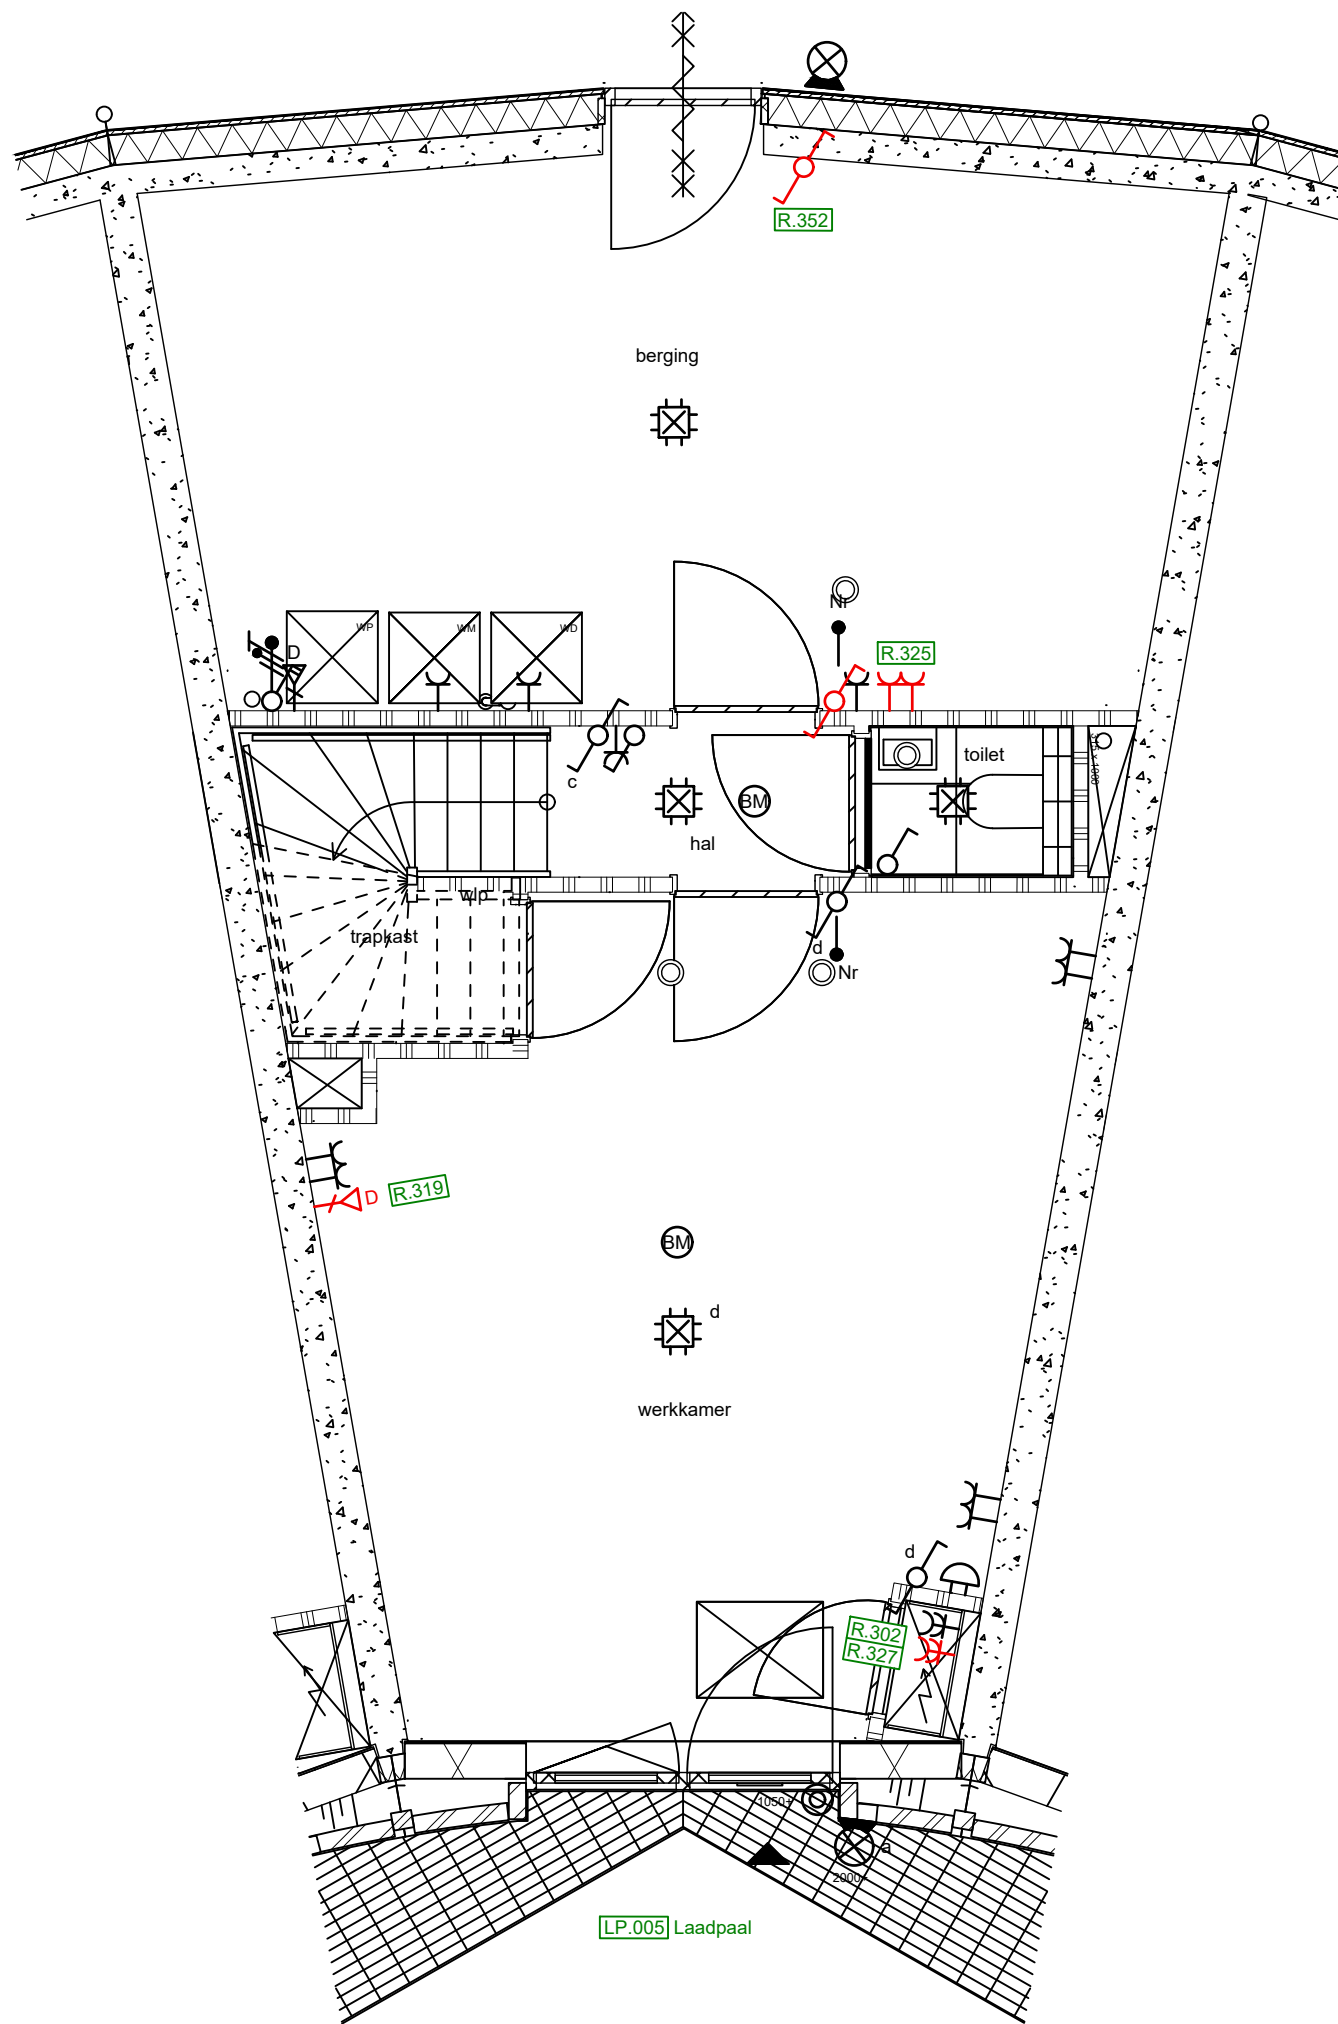 R.352
berging
Nr
WP
WM
WD
D
R.325
c
toilet
BM
hal
wlp
trapkast
d
Nr
D
R.319
BM
d
werkkamer
d
R.302
R.327
1050+
a
2000+
LP.005 Laadpaal